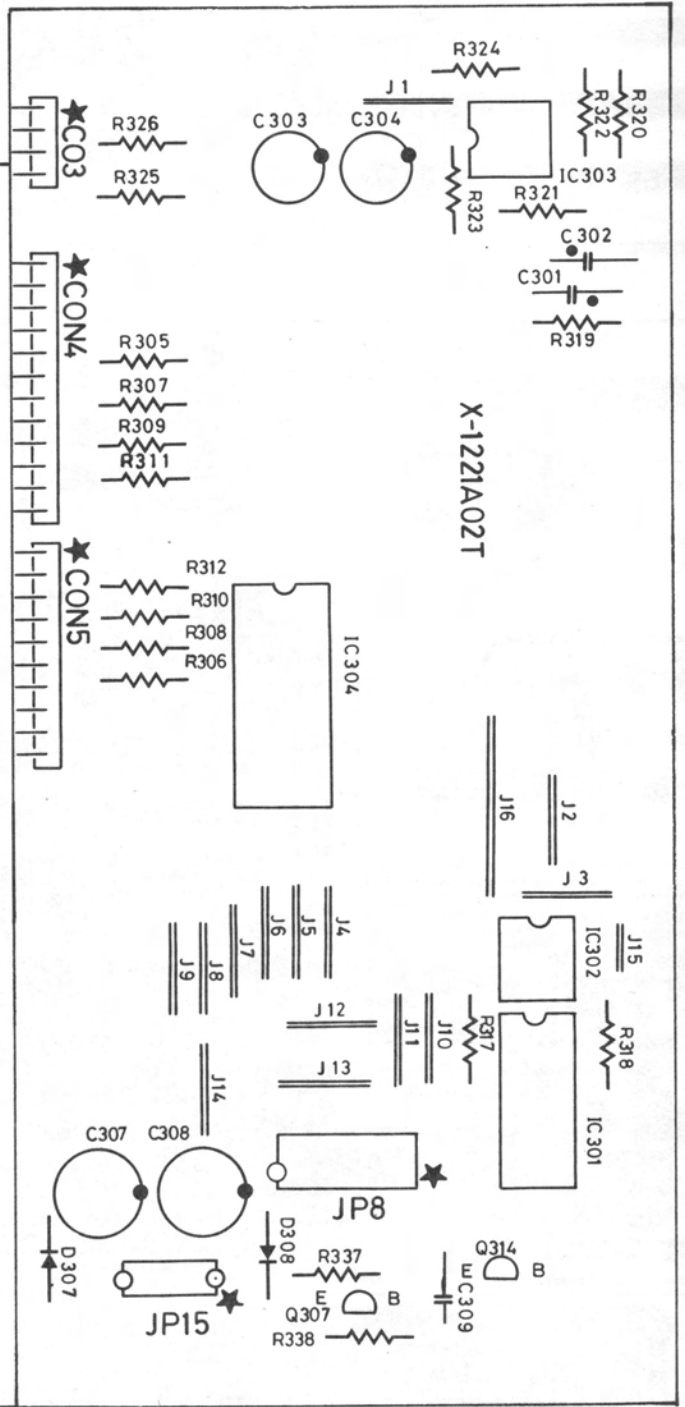 R324
J1
C303
C304
R322
R320
★CO3
R326
IC303
R325
R323
R321
C302
★CON4
C301
R319
R305
R307
X-1221A02T
R309
R311
★CON5
R312
R310
R308
IC304
R306
J16
J2
J3
J6
J5
J4
IC302
J15
J7
J9
J8
J12
J11
J10
R317
R318
J13
J14
IC301
C307
C308
JP8
D307
D308
Q314
R337
E
B
C309
E
B
Q307
JP15
R338